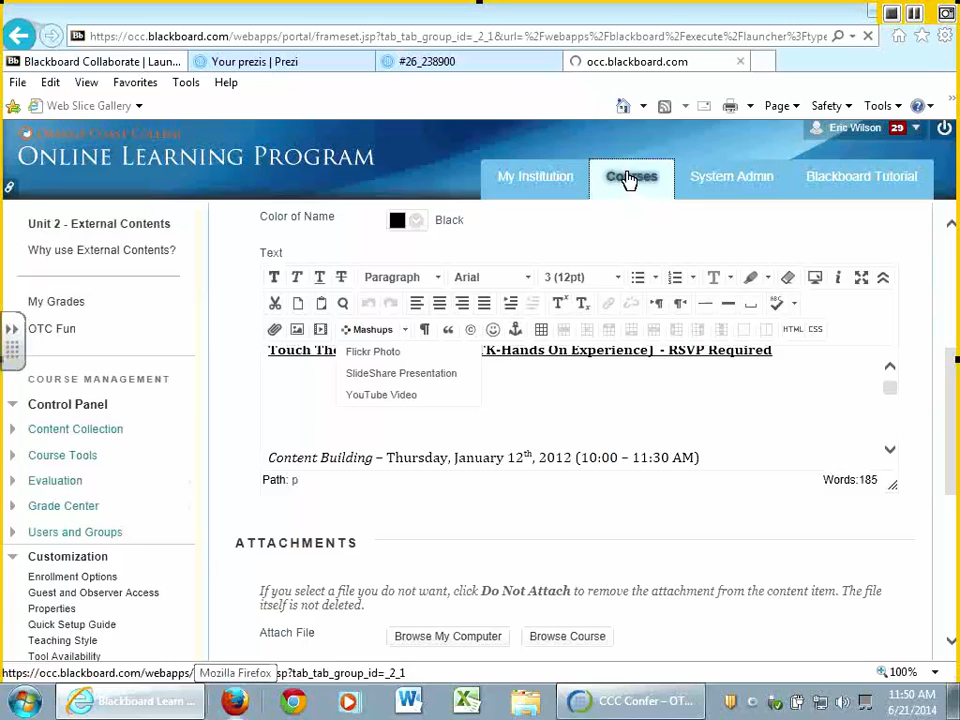 https://occ.blackboard.com/webapps/portal/frameset.jsp?tab_tab_group_id=_2_1&url=%2Fwebapps%2Fblackboard%2Fexecute%2Flauncher%3Ftype
Blackboard Collaborate | Laun...
Your prezis | Prezi
#26_238900
occ.blackboard.com
File Edit View Favorites Tools Help
Web Slice Gallery
Page Safety Tools
ORANGE COAST COLLEGE
ONLINE LEARNING PROGRAM
Eric Wilson 29
My Institution
Courses
System Admin
Blackboard Tutorial
Unit 2 - External Contents
Why use External Contents?
My Grades
OTC Fun
COURSE MANAGEMENT
Control Panel
Content Collection
Course Tools
Evaluation
Grade Center
Users and Groups
Customization
Enrollment Options
Guest and Observer Access
Properties
Quick Setup Guide
Teaching Style
Tool Availability
Color of Name
Black
Text
T T T T Paragraph Arial 3 (12pt) T
Mashups HTML CSS
Flickr Photo
SlideShare Presentation
YouTube Video
Touch K-Hands On Experience] - RSVP Required
Content Building – Thursday, January 12th, 2012 (10:00 – 11:30 AM)
Path: p
Words:185
ATTACHMENTS
If you select a file you do not want, click Do Not Attach to remove the attachment from the content item. The file
itself is not deleted.
Attach File
Browse My Computer
Browse Course
https://occ.blackboard.com/webapps/
Mozilla Firefox
sp?tab_tab_group_id=_2_1
100%
Blackboard Learn ...
CCC Confer – OT...
11:50 AM
6/21/2014